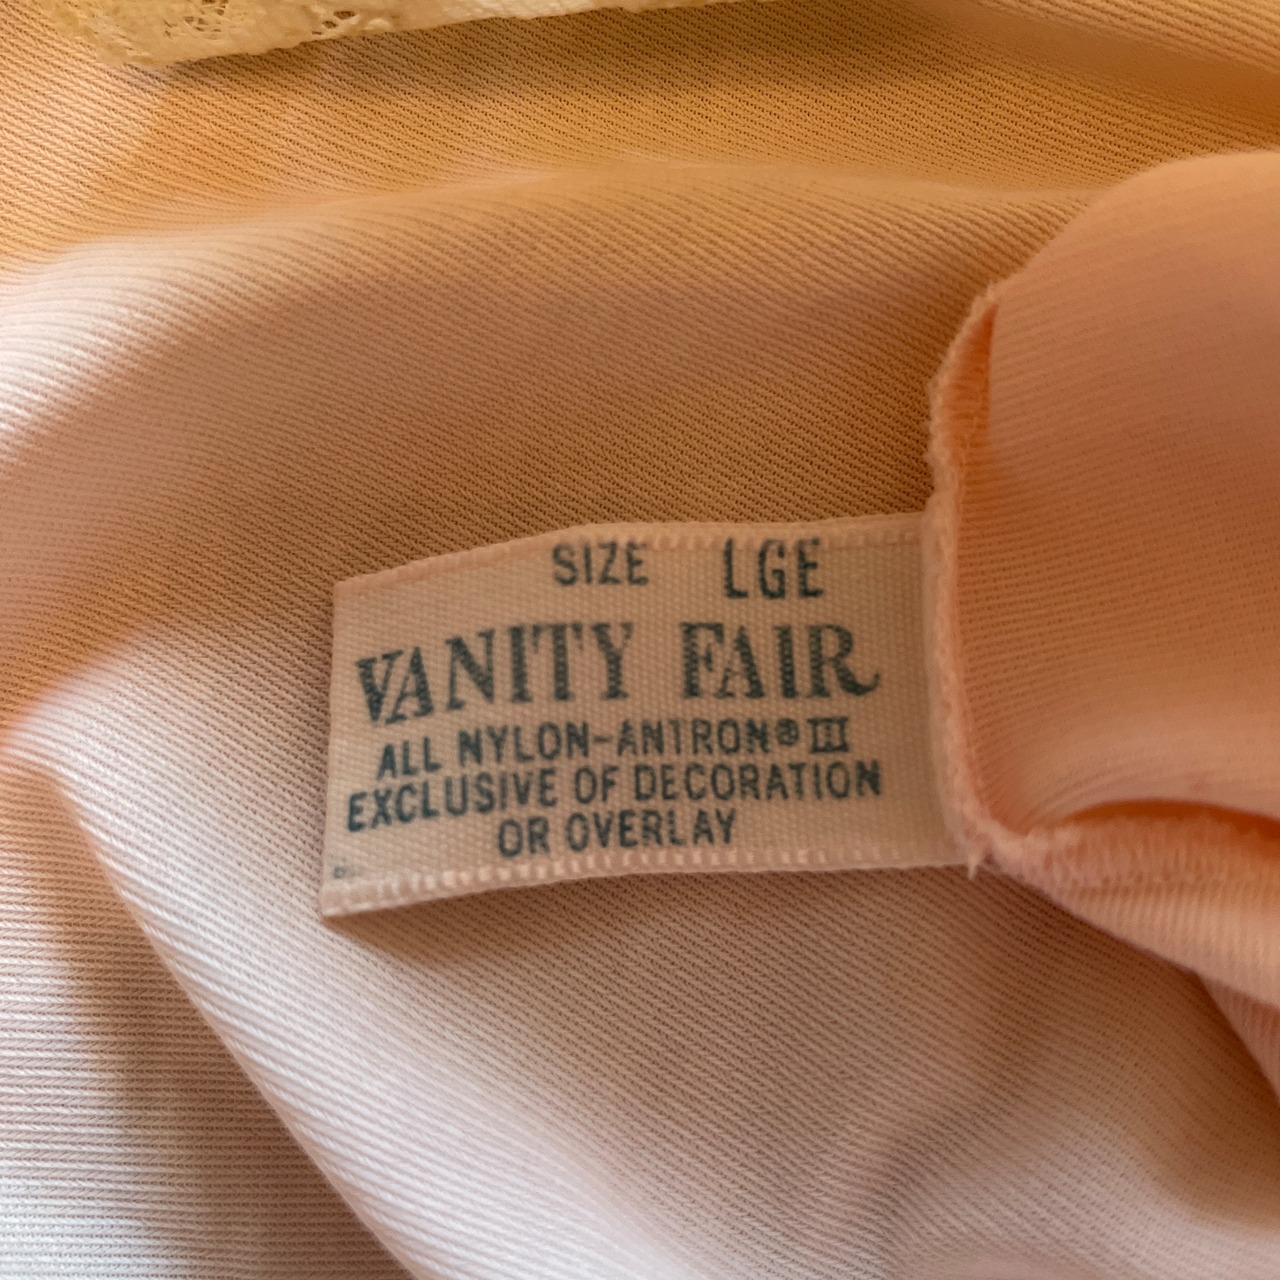 SIZE LGE
VANITY FAIR
ALL NYLON-ANTRON® III
EXCLUSIVE OF DECORATION
OR OVERLAY